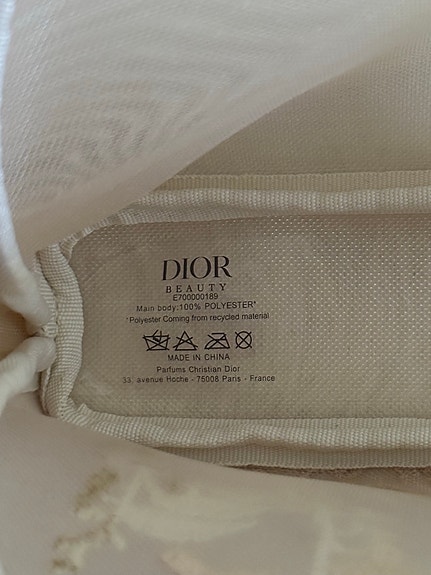 DIOR
BEAUTY
E700000189
Main body:100% POLYESTER*
*Polyester Coming from recycled material
MADE IN CHINA
Parfums Christian Dior
33, avenue Hoche - 75008 Paris - France